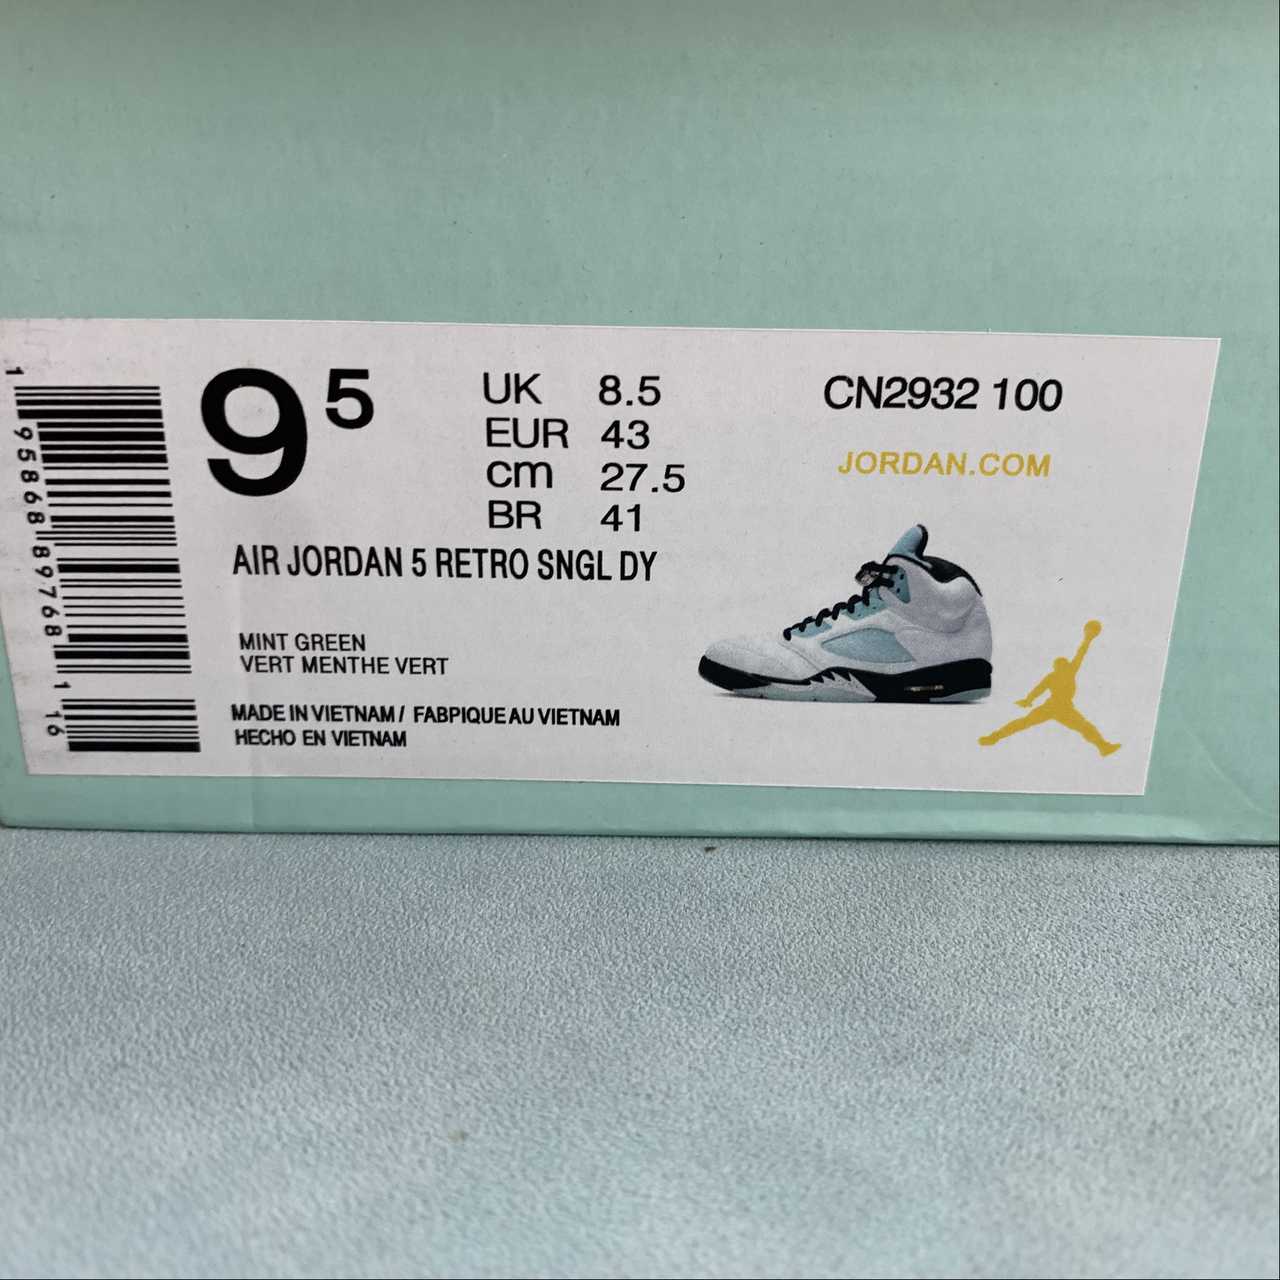 9 5
UK 8.5
EUR 43
cm 27.5
BR 41
CN2932 100
JORDAN.COM
AIR JORDAN 5 RETRO SNGL DY
MINT GREEN
VERT MENTHE VERT
MADE IN VIETNAM / FABPIQUE AU VIETNAM
HECHO EN VIETNAM
1 95868 89768 1 16